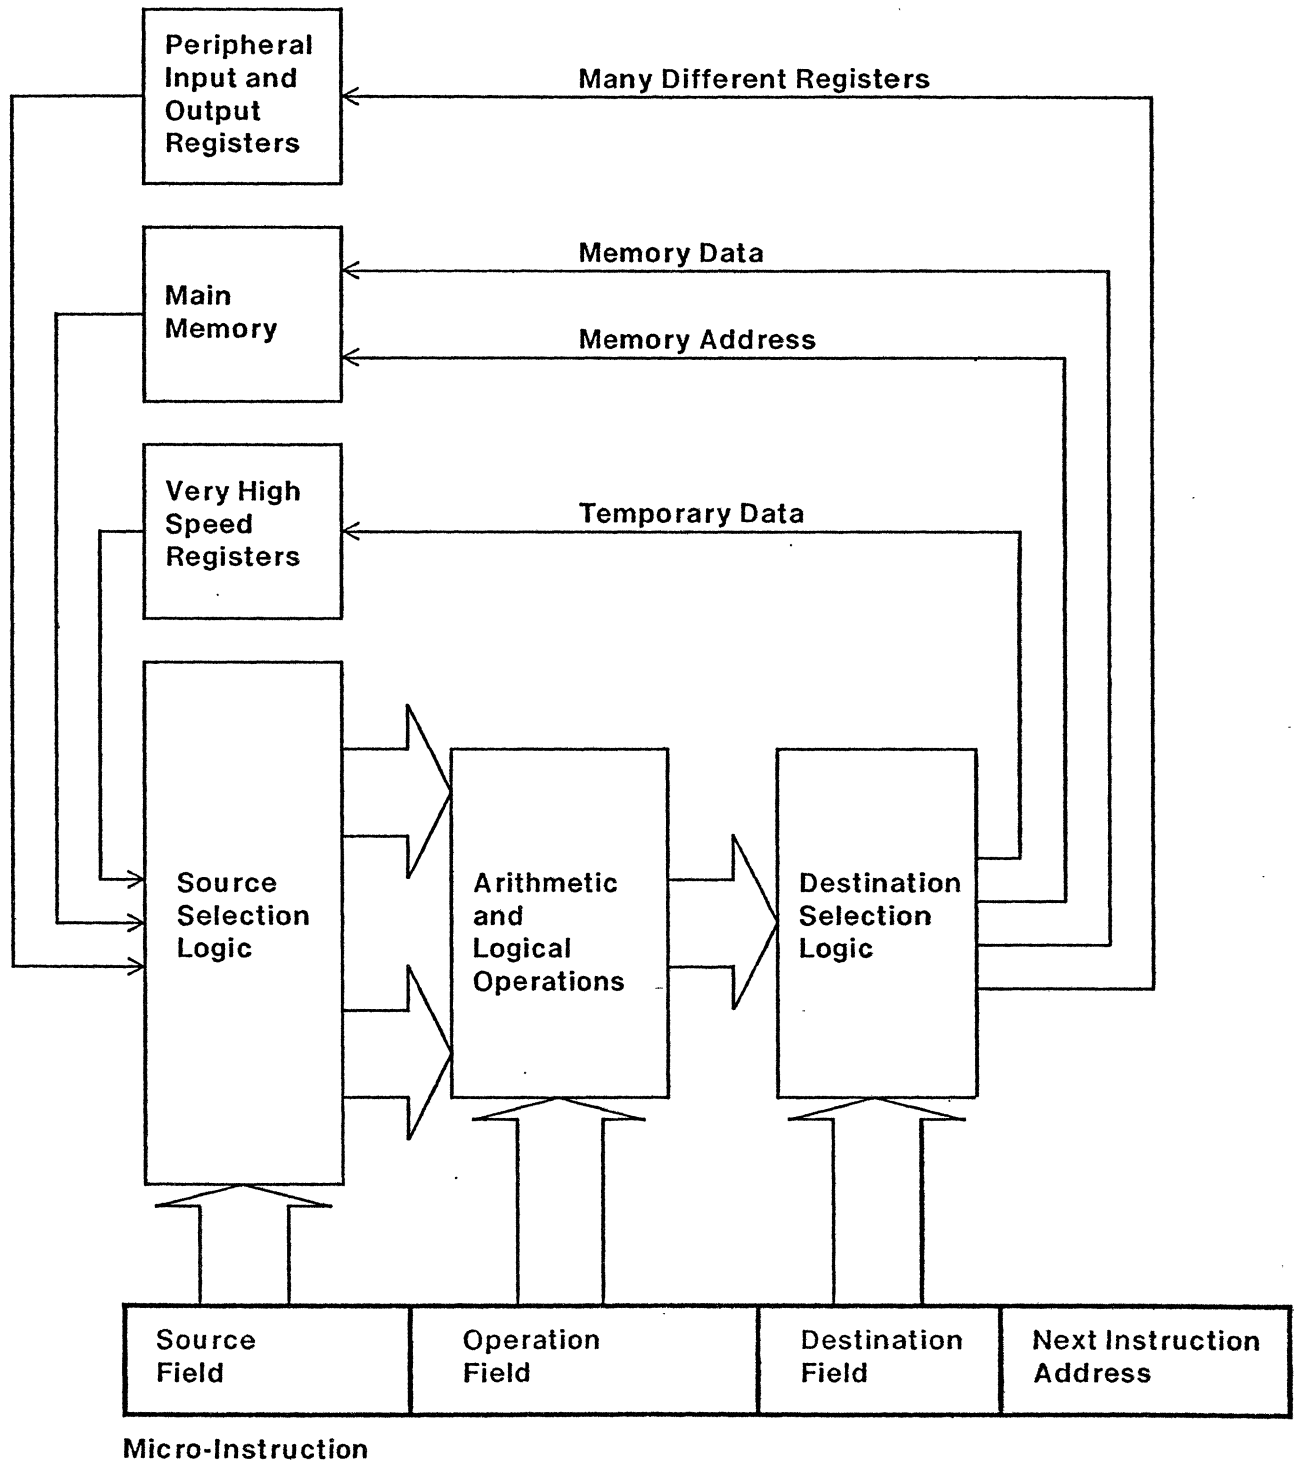 Peripheral
Input and
Output
Registers
Many Different Registers
Main
Memory
Memory Data
Memory Address
Very High
Speed
Registers
Temporary Data
Source
Selection
Logic
Arithmetic
and
Logical
Operations
Destination
Selection
Logic
Source
Field
Operation
Field
Destination
Field
Next Instruction
Address
Micro-Instruction